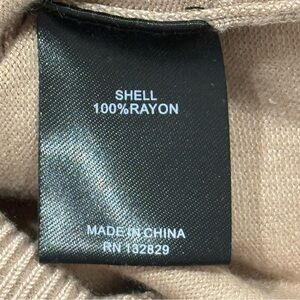 SHELL
100%RAYON
MADE IN CHINA
RN 132829